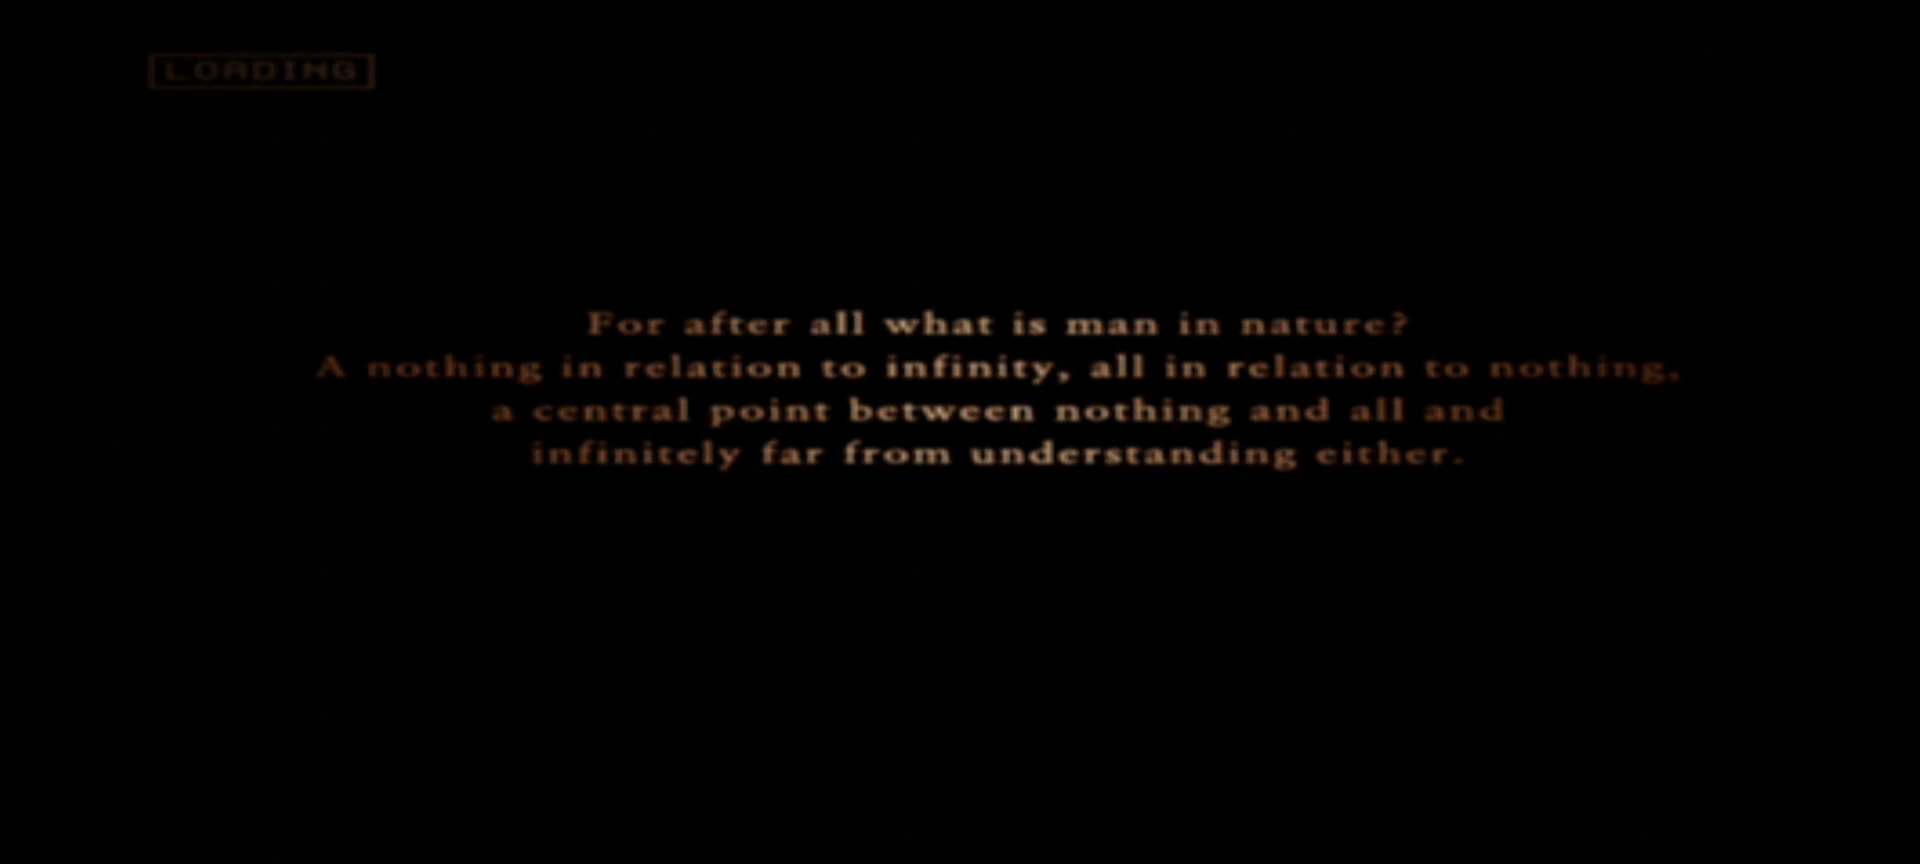 LOADING
For after all what is man in nature?
A nothing in relation to infinity, all in relation to nothing,
a central point between nothing and all and
infinitely far from understanding either.